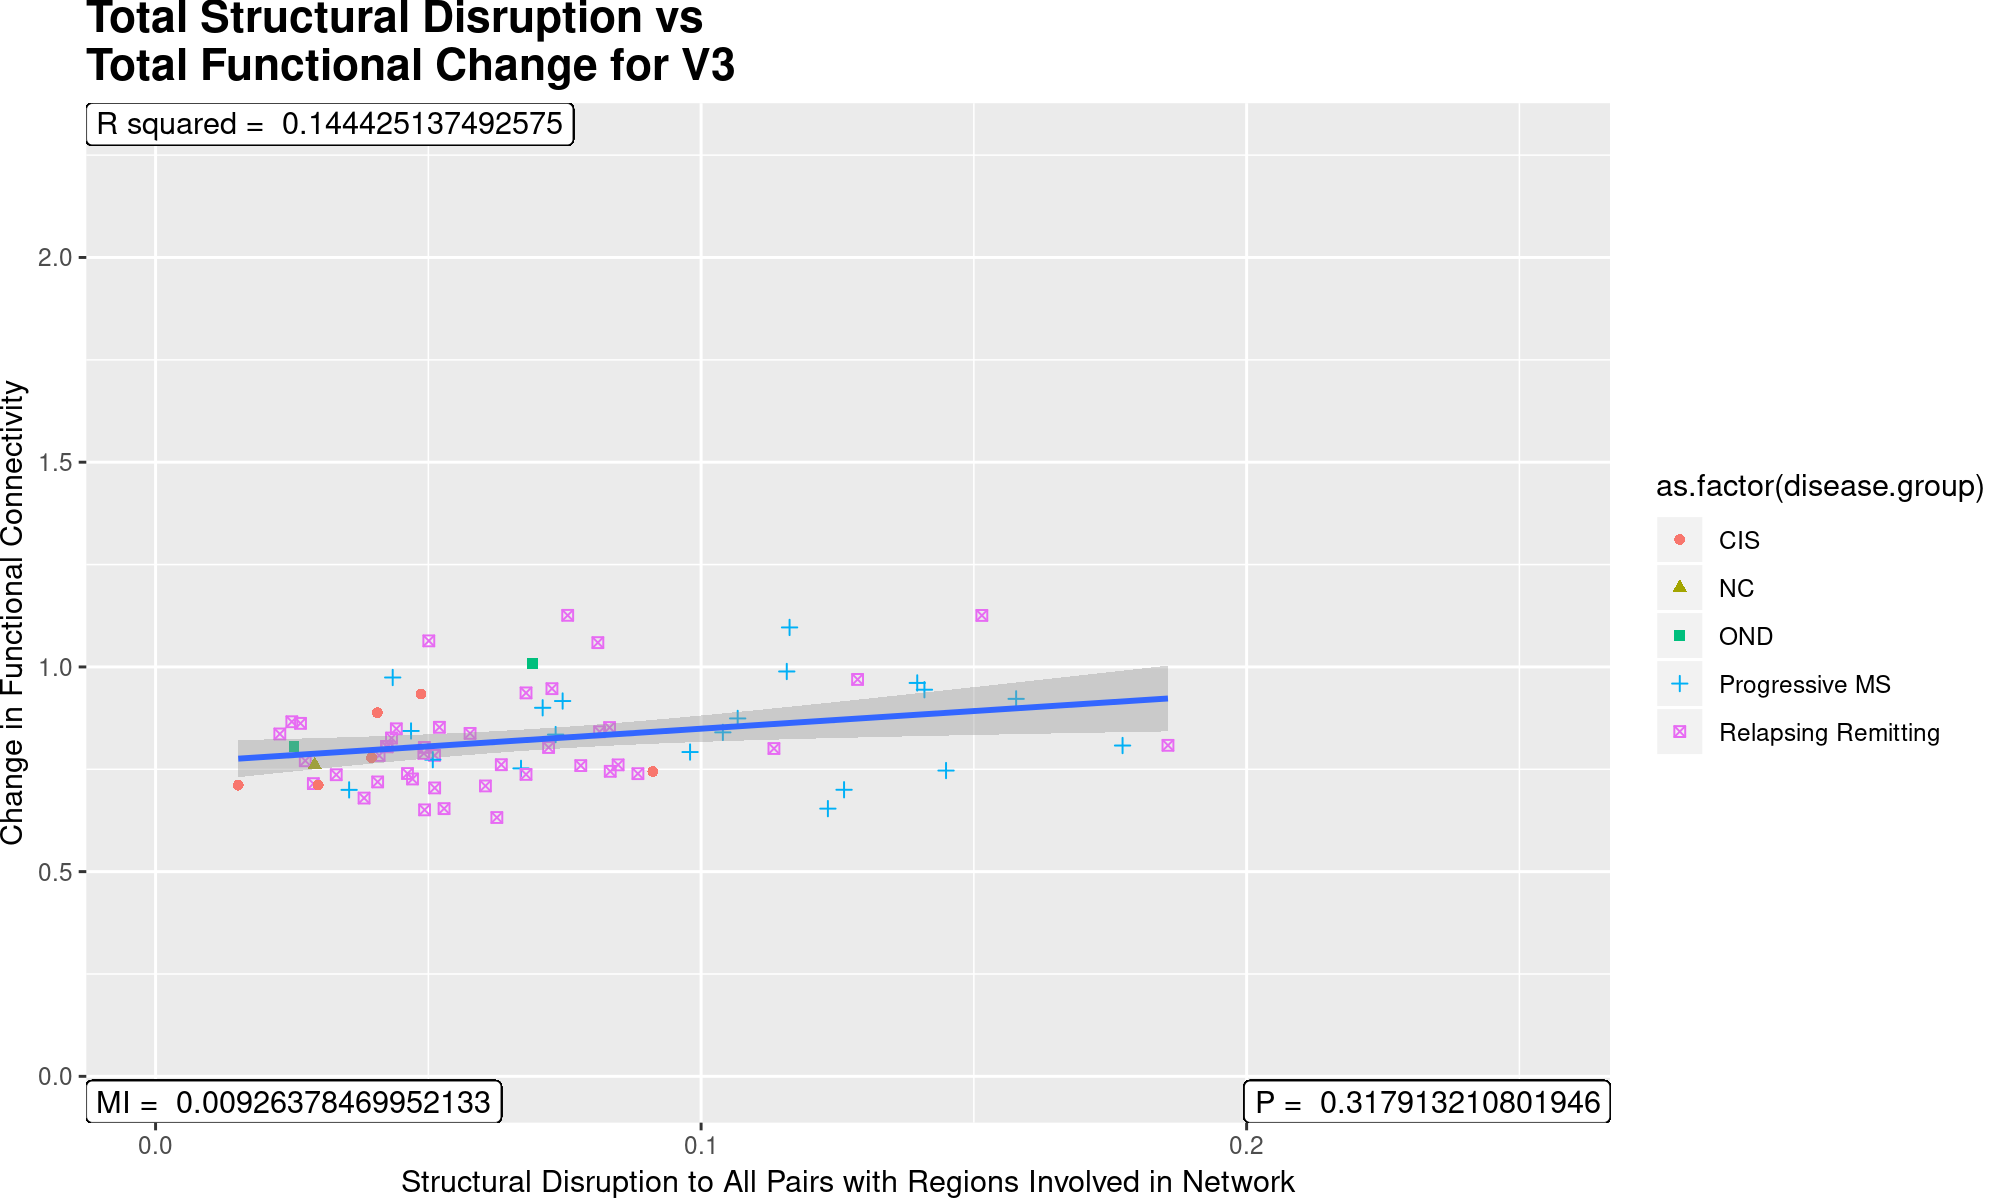 Total Structural Disruption vs
Total Functional Change for V3
R squared =  0.144425137492575
2.0
1.5
1.0
0.5
0.0
Change in Functional Connectivity
MI =  0.00926378469952133
P =  0.317913210801946
0.0
0.1
0.2
Structural Disruption to All Pairs with Regions Involved in Network
as.factor(disease.group)
CIS
NC
OND
Progressive MS
Relapsing Remitting